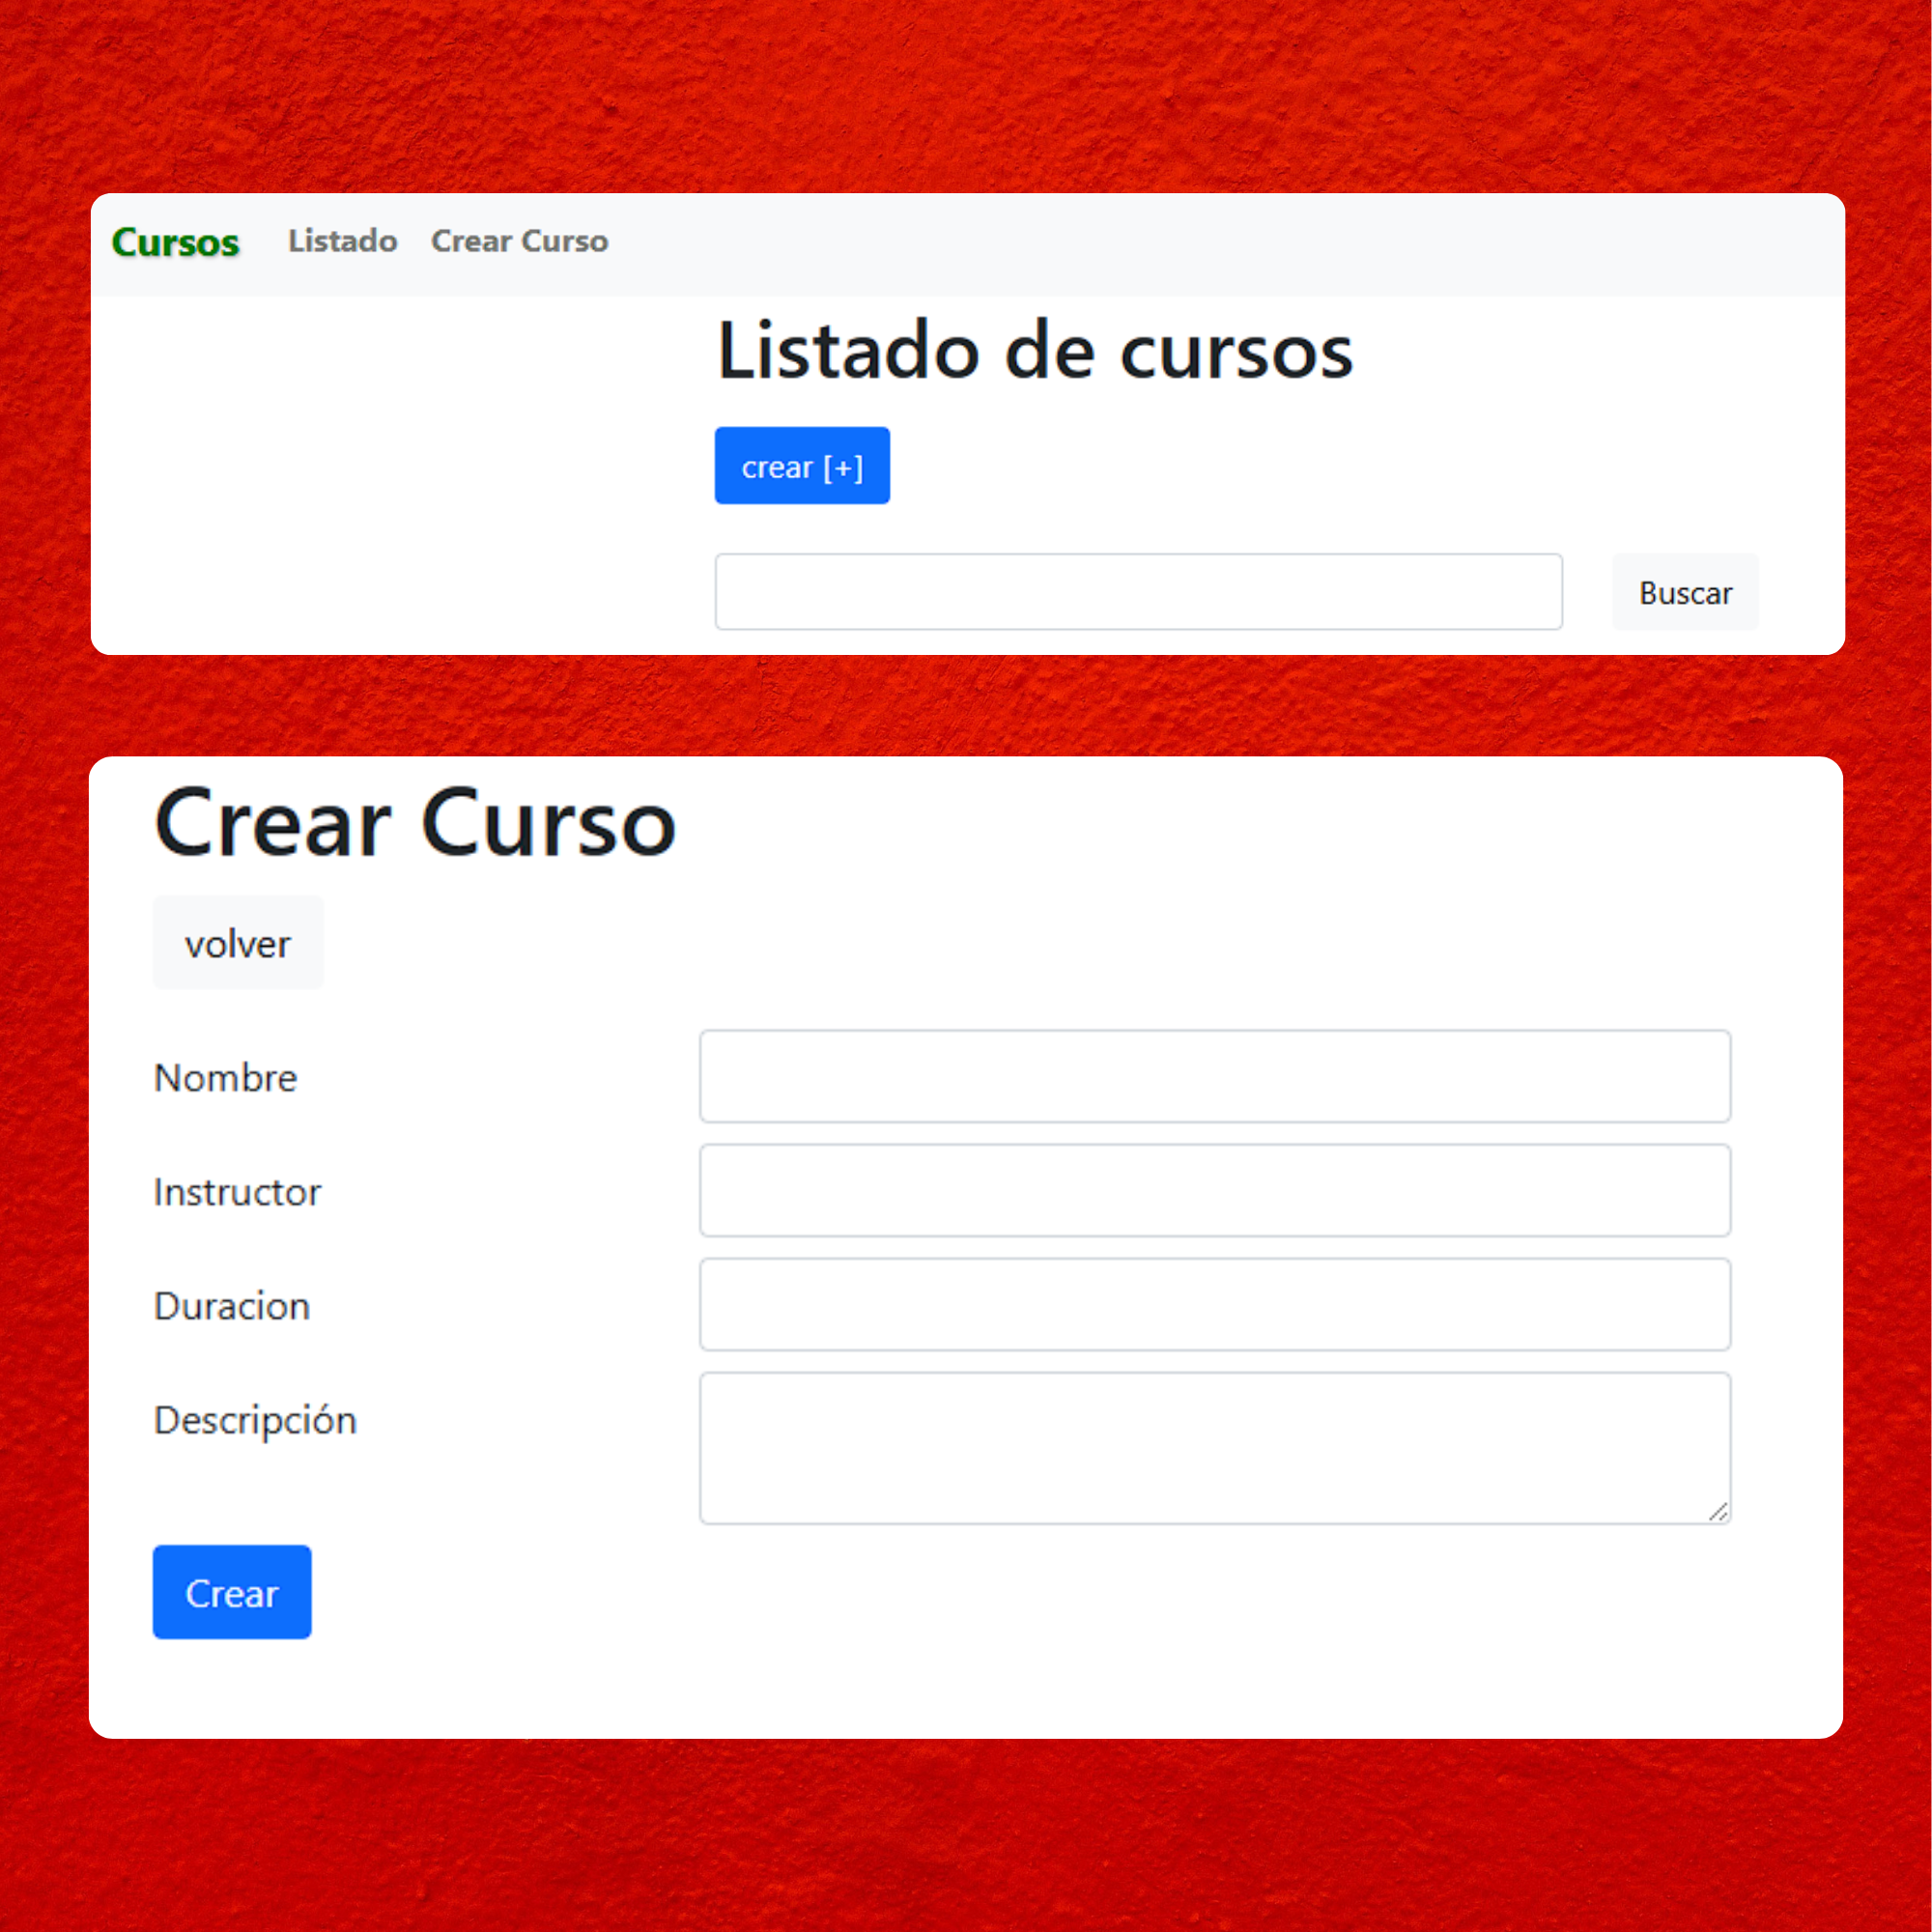 Cursos Listado Crear Curso
Listado de cursos
crear [+]
Buscar
Crear Curso
volver
Nombre
Instructor
Duracion
Descripción
Crear